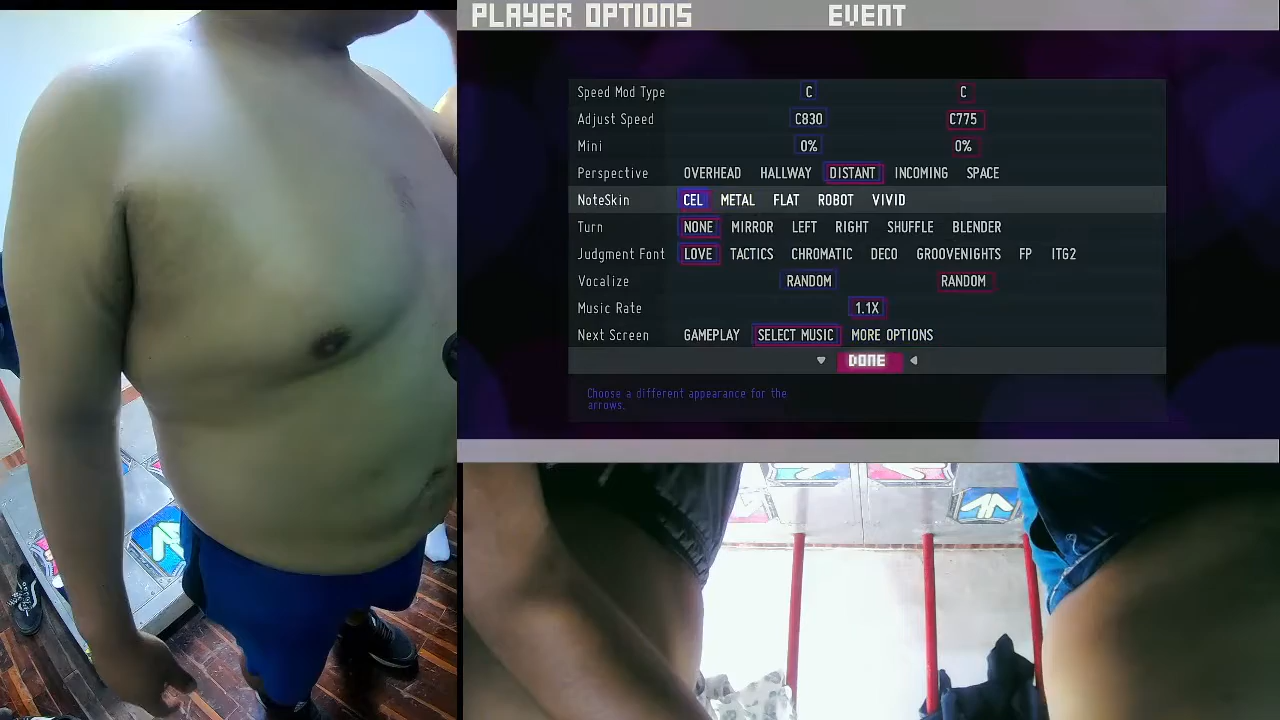 PLAYER OPTIONS EVENT
Speed Mod Type C C
Adjust Speed C830 C775
Mini 0% 0%
Perspective OVERHEAD HALLWAY DISTANT INCOMING SPACE
NoteSkin CEL METAL FLAT ROBOT VIVID
Turn NONE MIRROR LEFT RIGHT SHUFFLE BLENDER
Judgment Font LOVE TACTICS CHROMATIC DECO GROOVENIGHTS FP ITG2
Vocalize RANDOM RANDOM
Music Rate 1.1X
Next Screen GAMEPLAY SELECT MUSIC MORE OPTIONS
DONE
Choose a different appearance for the
arrows.